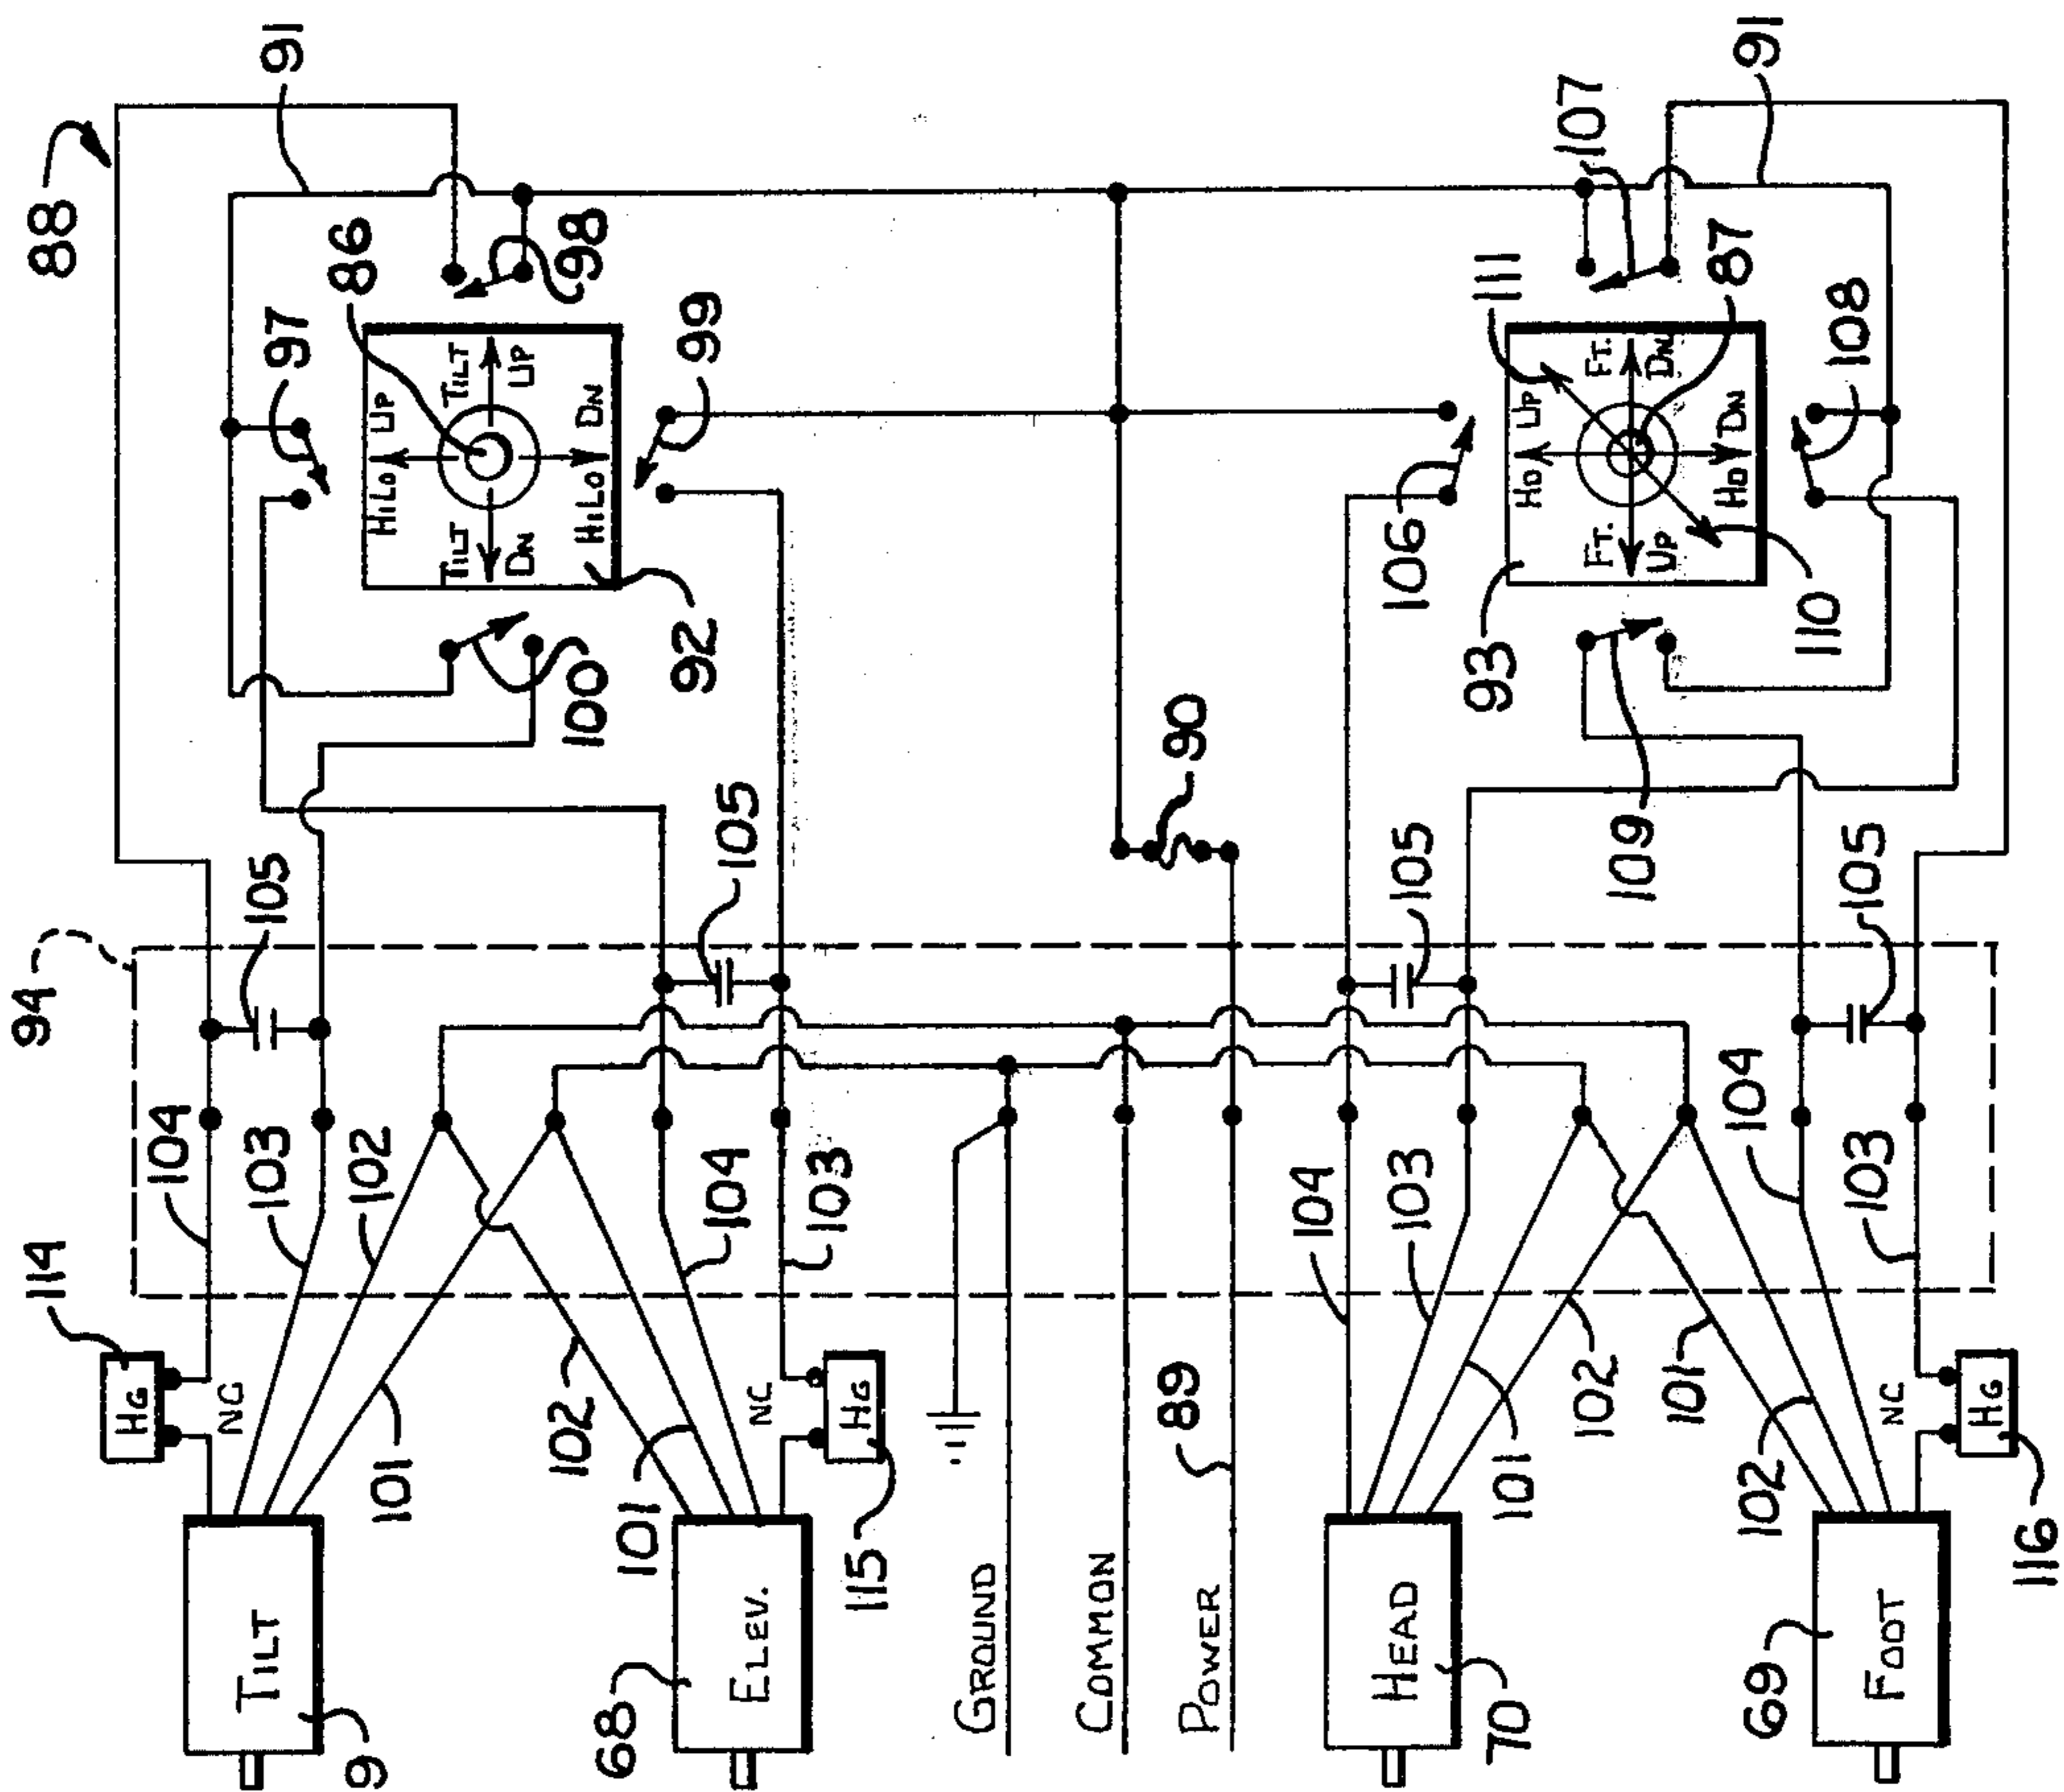 88
91
97
86
98
99
HiLo
UP
TILT
UP
TILT
DN
HiLo
DN
100
92
94
105
105
90
114
Hg
NC
104
103
102
101
104
103
102
101
NC
Hg
115
TILT
9
ELEV.
68
GROUND
COMMON
POWER
89
91
107
111
87
108
HD
UP
FT.
DN
FT.
UP
HD
DN
106
93
110
109
105
105
104
103
104
103
101
102
101
102
NC
Hg
116
HEAD
70
FOOT
69